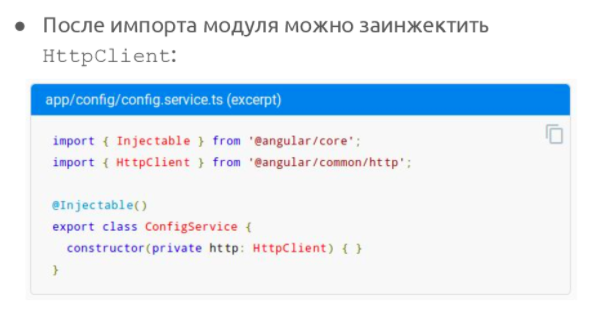 ● После импорта модуля можно заинжектить
HttpClient:
app/config/config.service.ts (excerpt)
import { Injectable } from '@angular/core';
import { HttpClient } from '@angular/common/http';
@Injectable()
export class ConfigService {
constructor(private http: HttpClient) { }
}